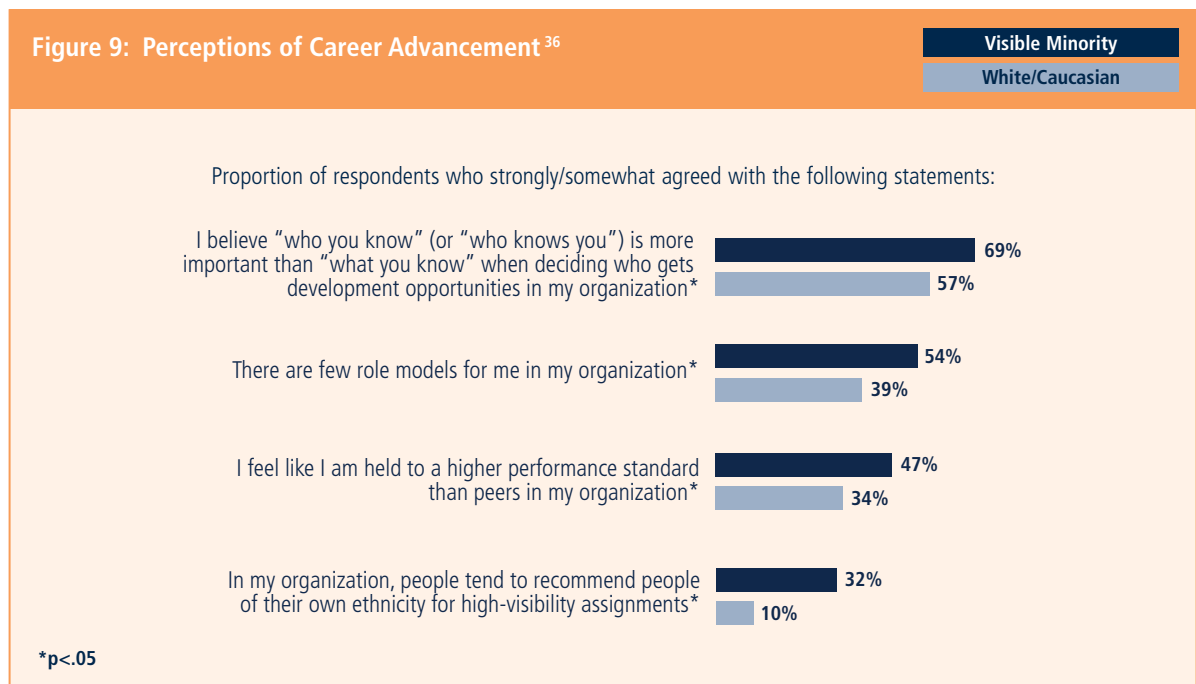 Figure 9: Perceptions of Career Advancement 36
Visible Minority
White/Caucasian
Proportion of respondents who strongly/somewhat agreed with the following statements:
I believe “who you know” (or “who knows you”) is more
important than “what you know” when deciding who gets
development opportunities in my organization*
69%
57%
There are few role models for me in my organization*
54%
39%
I feel like I am held to a higher performance standard
than peers in my organization*
47%
34%
In my organization, people tend to recommend people
of their own ethnicity for high-visibility assignments*
32%
10%
*p<.05